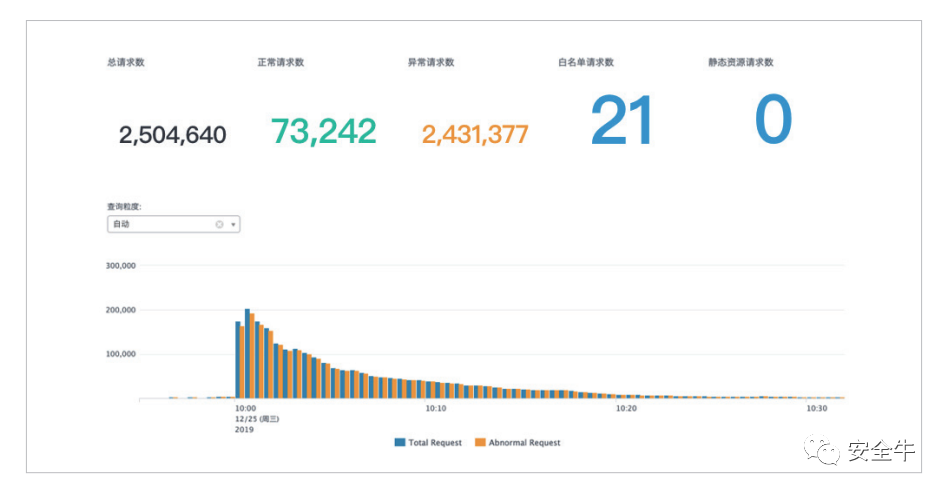 总请求数 正常请求数 异常请求数 白名单请求数 静态资源请求数
2,504,640 73,242 2,431,377 21 0
查询粒度:
自动
300,000
200,000
100,000
10:00 10:10 10:20 10:30
12/25 (周三)
2019
Total Request Abnormal Request
安全牛